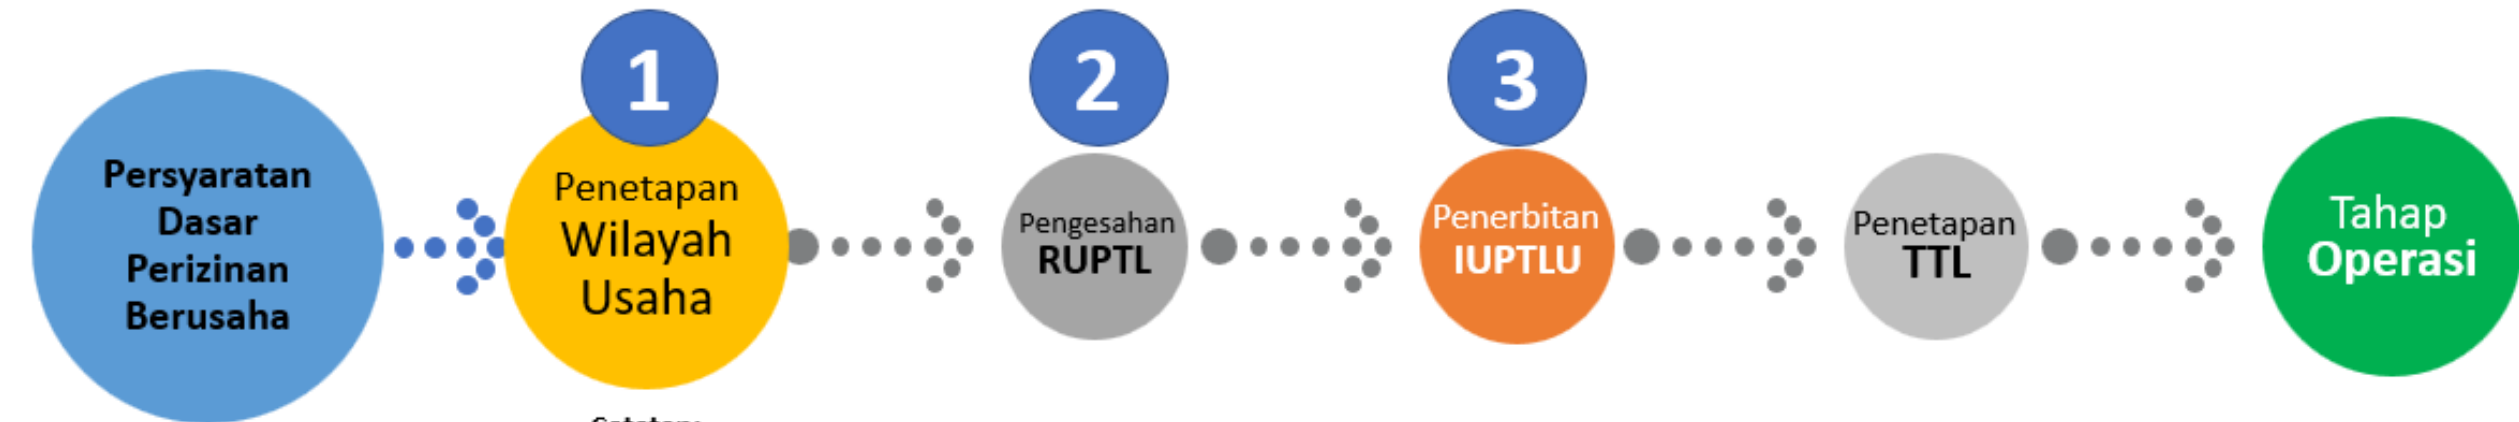 Persyaratan
Dasar
Perizinan
Berusaha
1
Penetapan
Wilayah
Usaha
2
Pengesahan
RUPTL
3
Penerbitan
IUPTLU
Penetapan
TTL
Tahap
Operasi